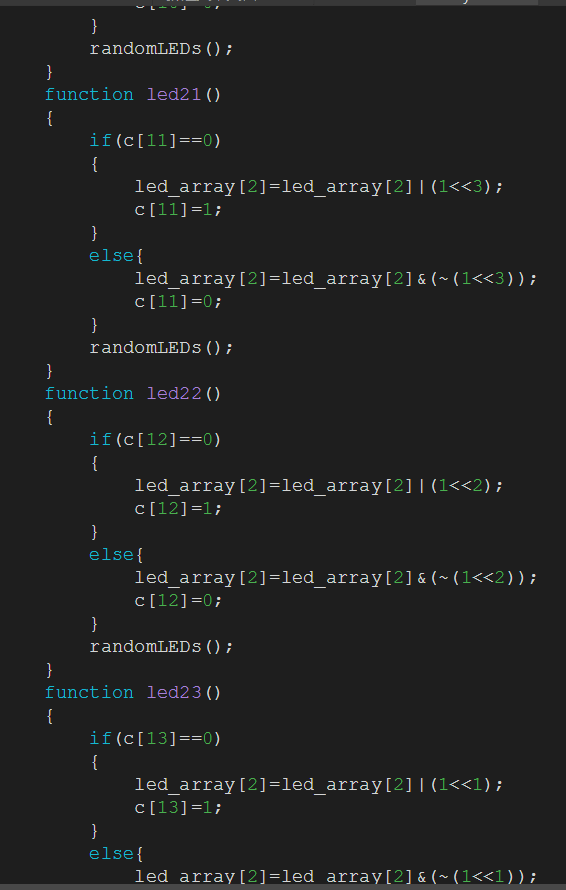 }
randomLEDs();
}
function led21()
{
if(c[11]==0)
{
led_array[2]=led_array[2]|(1<<3);
c[11]=1;
}
else{
led_array[2]=led_array[2]&(~(1<<3));
c[11]=0;
}
randomLEDs();
}
function led22()
{
if(c[12]==0)
{
led_array[2]=led_array[2]|(1<<2);
c[12]=1;
}
else{
led_array[2]=led_array[2]&(~(1<<2));
c[12]=0;
}
randomLEDs();
}
function led23()
{
if(c[13]==0)
{
led_array[2]=led_array[2]|(1<<1);
c[13]=1;
}
else{
led_array[2]=led_array[2]&(~(1<<1));